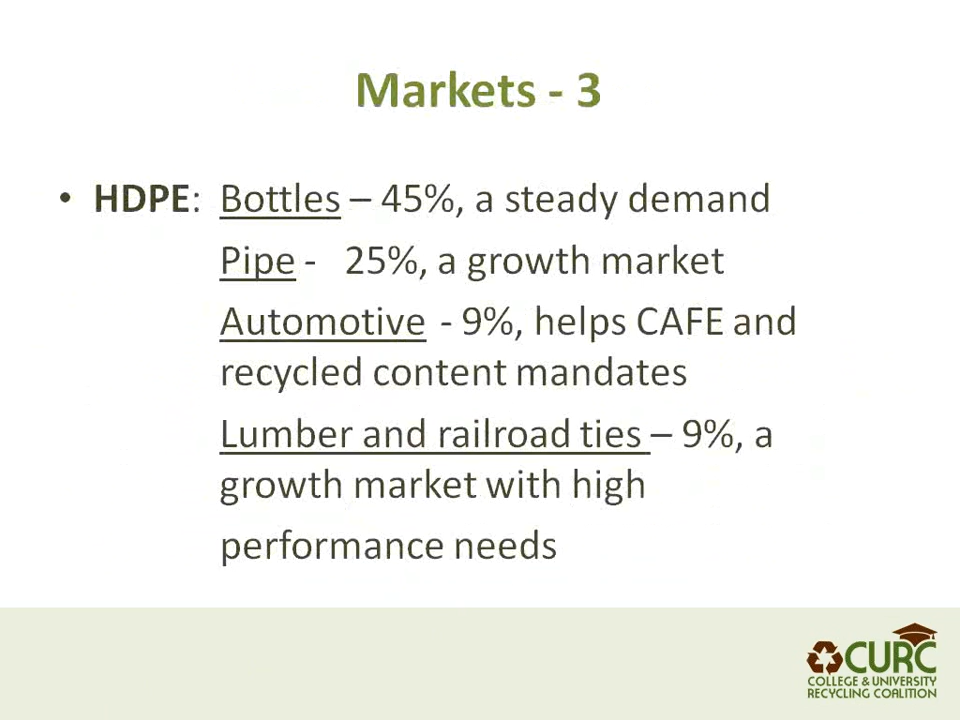 Markets - 3
• HDPE: Bottles – 45%, a steady demand
Pipe - 25%, a growth market
Automotive - 9%, helps CAFE and
recycled content mandates
Lumber and railroad ties – 9%, a
growth market with high
performance needs
CURC
COLLEGE & UNIVERSITY
RECYCLING COALITION